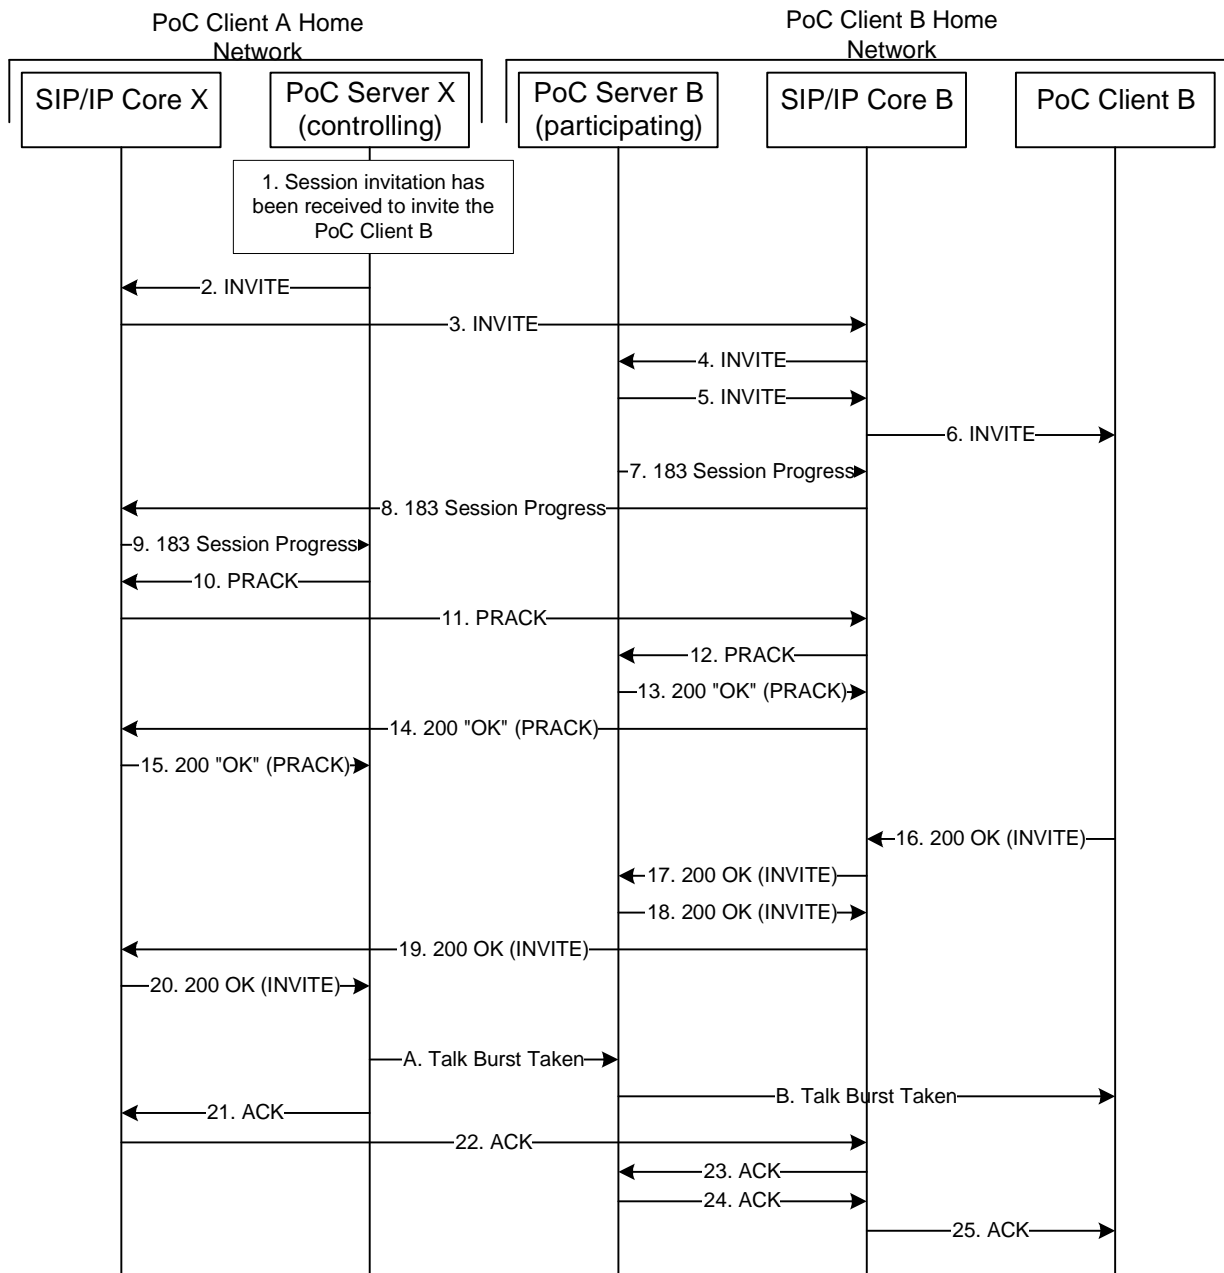 PoC Client A Home
Network
PoC Client B Home
Network
SIP/IP Core X
PoC Server X
(controlling)
PoC Server B
(participating)
SIP/IP Core B
PoC Client B
1. Session invitation has
been received to invite the
PoC Client B
2. INVITE
3. INVITE
4. INVITE
5. INVITE
6. INVITE
7. 183 Session Progress
8. 183 Session Progress
9. 183 Session Progress
10. PRACK
11. PRACK
12. PRACK
13. 200 "OK" (PRACK)
14. 200 "OK" (PRACK)
15. 200 "OK" (PRACK)
16. 200 OK (INVITE)
17. 200 OK (INVITE)
18. 200 OK (INVITE)
19. 200 OK (INVITE)
20. 200 OK (INVITE)
A. Talk Burst Taken
B. Talk Burst Taken
21. ACK
22. ACK
23. ACK
24. ACK
25. ACK